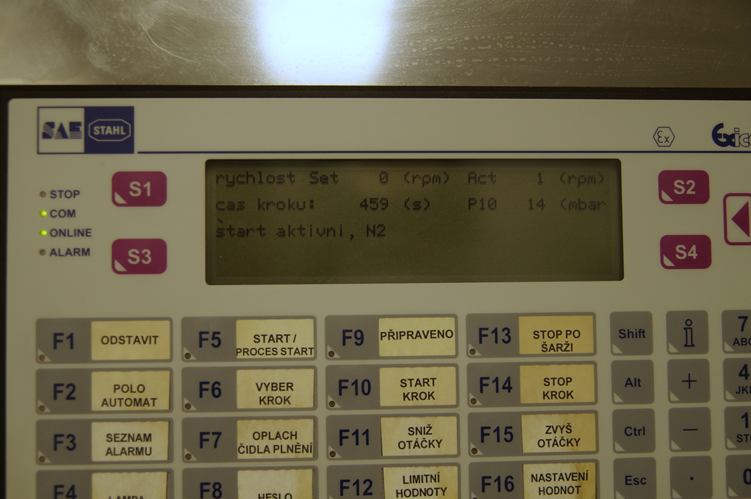 SAE STAHL
Ex
STOP
COM
ONLINE
ALARM
S1
S3
rychlost Set 0 (rpm) Act 1 (rpm)
cas kroku: 459 (s) P10 14 (mbar
start aktivni, N2
S2
S4
F1 ODSTAVIT
F5 START /
PROCES START
F9 PŘIPRAVENO
F13 STOP PO
ŠARŽI
Shift
i
7
F2 POLO
AUTOMAT
F6 VYBER
KROK
F10 START
KROK
F14 STOP
KROK
Alt
+
4
F3 SEZNAM
ALARMU
F7 OPLACH
ČIDLA PLNĚNÍ
F11 SNIŽ
OTÁČKY
F15 ZVYŠ
OTÁČKY
Ctrl
−
1
F4
F8 HESLO
F12 LIMITNÍ
HODNOTY
F16 NASTAVENÍ
HODNOT
Esc
.